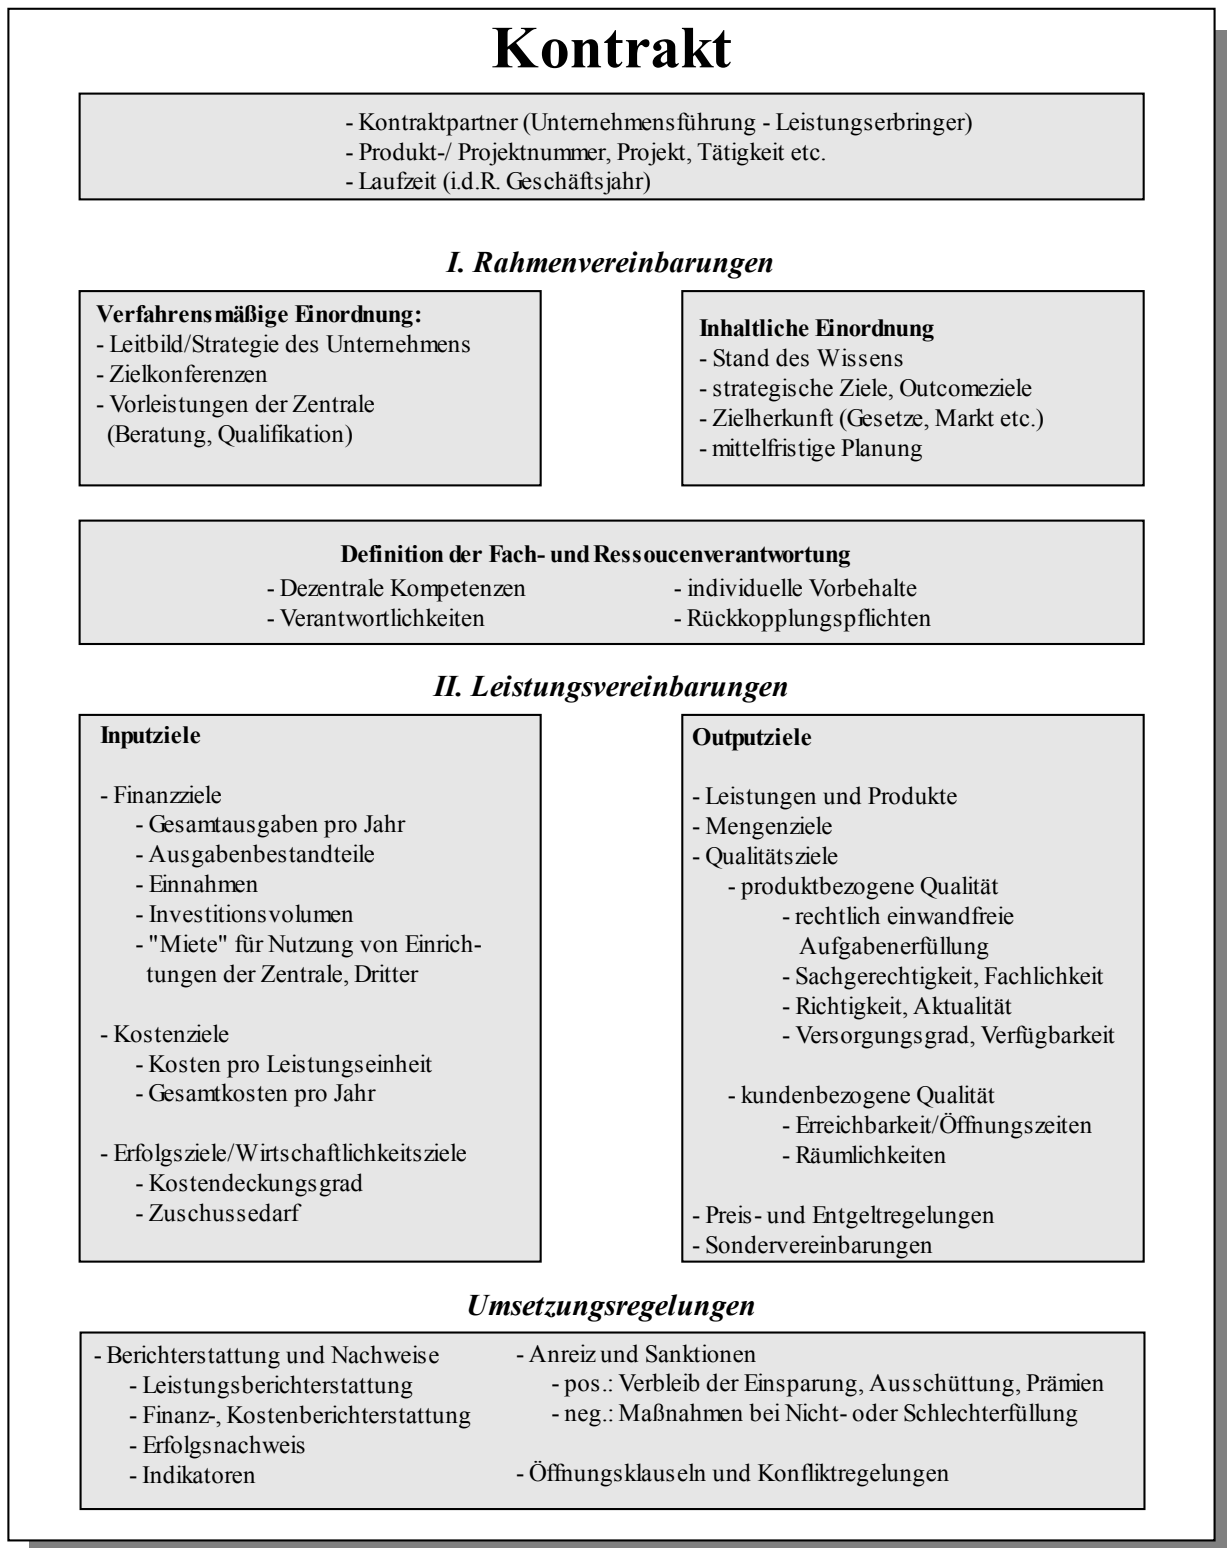 Kontrakt
- Kontraktpartner (Unternehmensführung - Leistungserbringer)
- Produkt-/ Projektnummer, Projekt, Tätigkeit etc.
- Laufzeit (i.d.R. Geschäftsjahr)
I. Rahmenvereinbarungen
Verfahrensmäßige Einordnung:
- Leitbild/Strategie des Unternehmens
- Zielkonferenzen
- Vorleistungen der Zentrale
(Beratung, Qualifikation)
Inhaltliche Einordnung
- Stand des Wissens
- strategische Ziele, Outcomeziele
- Zielherkunft (Gesetze, Markt etc.)
- mittelfristige Planung
Definition der Fach- und Ressoucenverantwortung
- Dezentrale Kompetenzen
- Verantwortlichkeiten
- individuelle Vorbehalte
- Rückkopplungspflichten
II. Leistungsvereinbarungen
Inputziele
- Finanzziele
- Gesamtausgaben pro Jahr
- Ausgabenbestandteile
- Einnahmen
- Investitionsvolumen
- "Miete" für Nutzung von Einrich-
tungen der Zentrale, Dritter
- Kostenziele
- Kosten pro Leistungseinheit
- Gesamtkosten pro Jahr
- Erfolgsziele/Wirtschaftlichkeitsziele
- Kostendeckungsgrad
- Zuschussedarf
Outputziele
- Leistungen und Produkte
- Mengenziele
- Qualitätsziele
- produktbezogene Qualität
- rechtlich einwandfreie
Aufgabenerfüllung
- Sachgerechtigkeit, Fachlichkeit
- Richtigkeit, Aktualität
- Versorgungsgrad, Verfügbarkeit
- kundenbezogene Qualität
- Erreichbarkeit/Öffnungszeiten
- Räumlichkeiten
- Preis- und Entgeltregelungen
- Sondervereinbarungen
Umsetzungsregelungen
- Berichterstattung und Nachweise
- Leistungsberichterstattung
- Finanz-, Kostenberichterstattung
- Erfolgsnachweis
- Indikatoren
- Anreiz und Sanktionen
- pos.: Verbleib der Einsparung, Ausschüttung, Prämien
- neg.: Maßnahmen bei Nicht- oder Schlechterfüllung
- Öffnungsklauseln und Konfliktregelungen